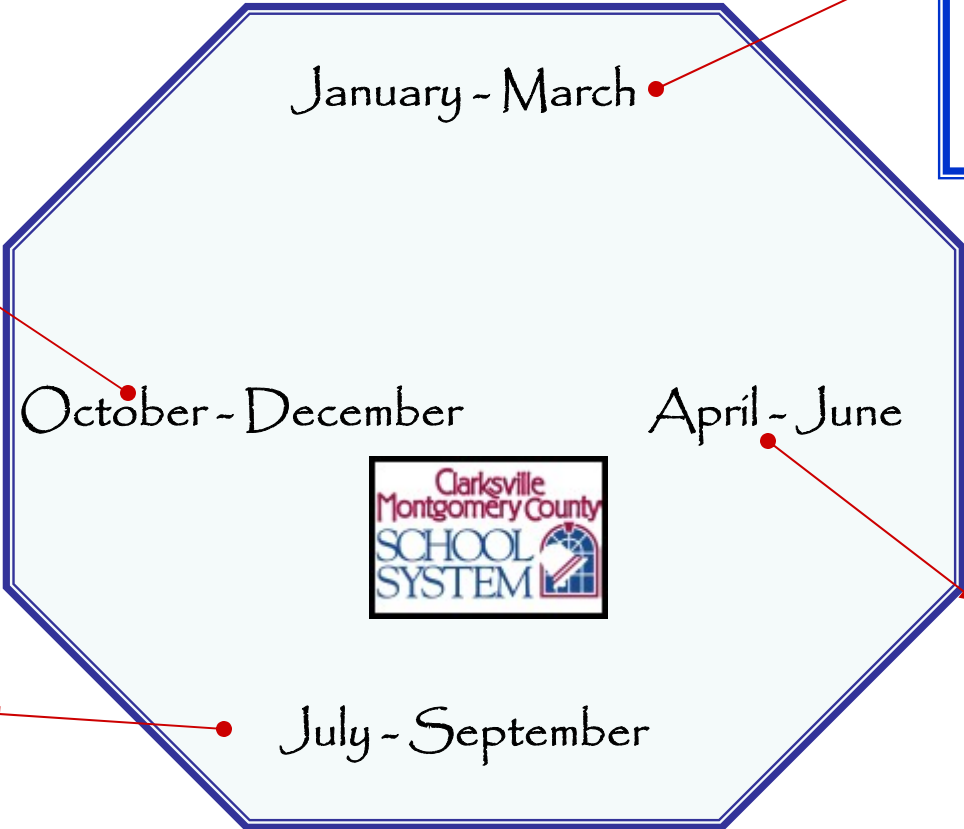 January - March
October - December
April - June
Clarksville
Montgomery County
SCHOOL
SYSTEM
July - September